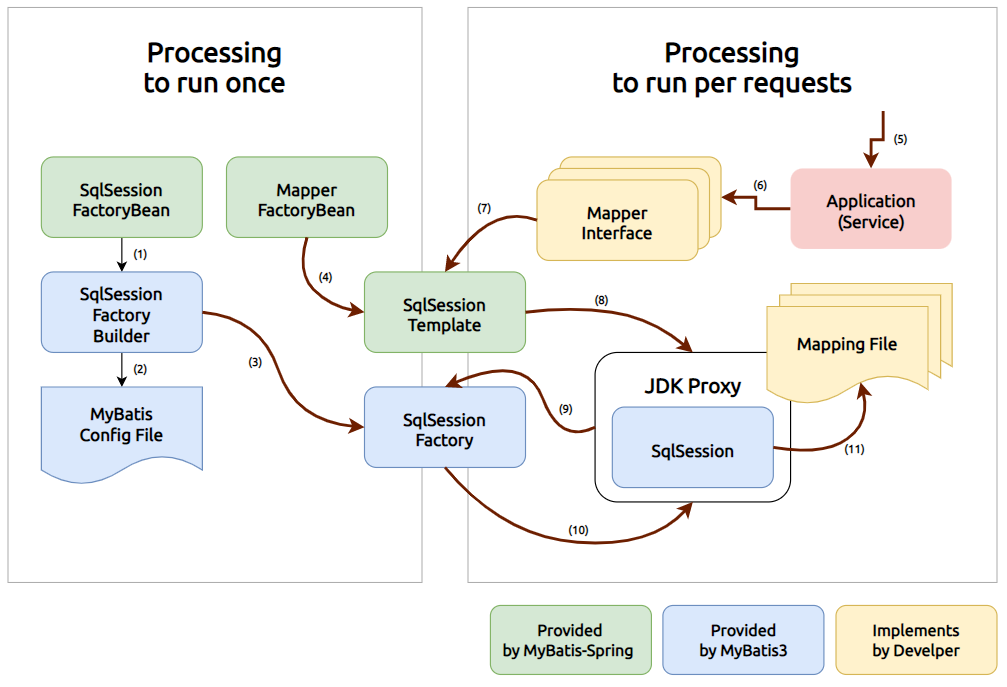 Processing
to run once
Processing
to run per requests
SqlSession
FactoryBean
Mapper
FactoryBean
Mapper
Interface
Application
(Service)
(1)
(4)
(7)
(6)
(5)
SqlSession
Factory
Builder
SqlSession
Template
(8)
Mapping File
(2)
(3)
MyBatis
Config File
SqlSession
Factory
(9)
JDK Proxy
SqlSession
(11)
(10)
Provided
by MyBatis-Spring
Provided
by MyBatis3
Implements
by Develper